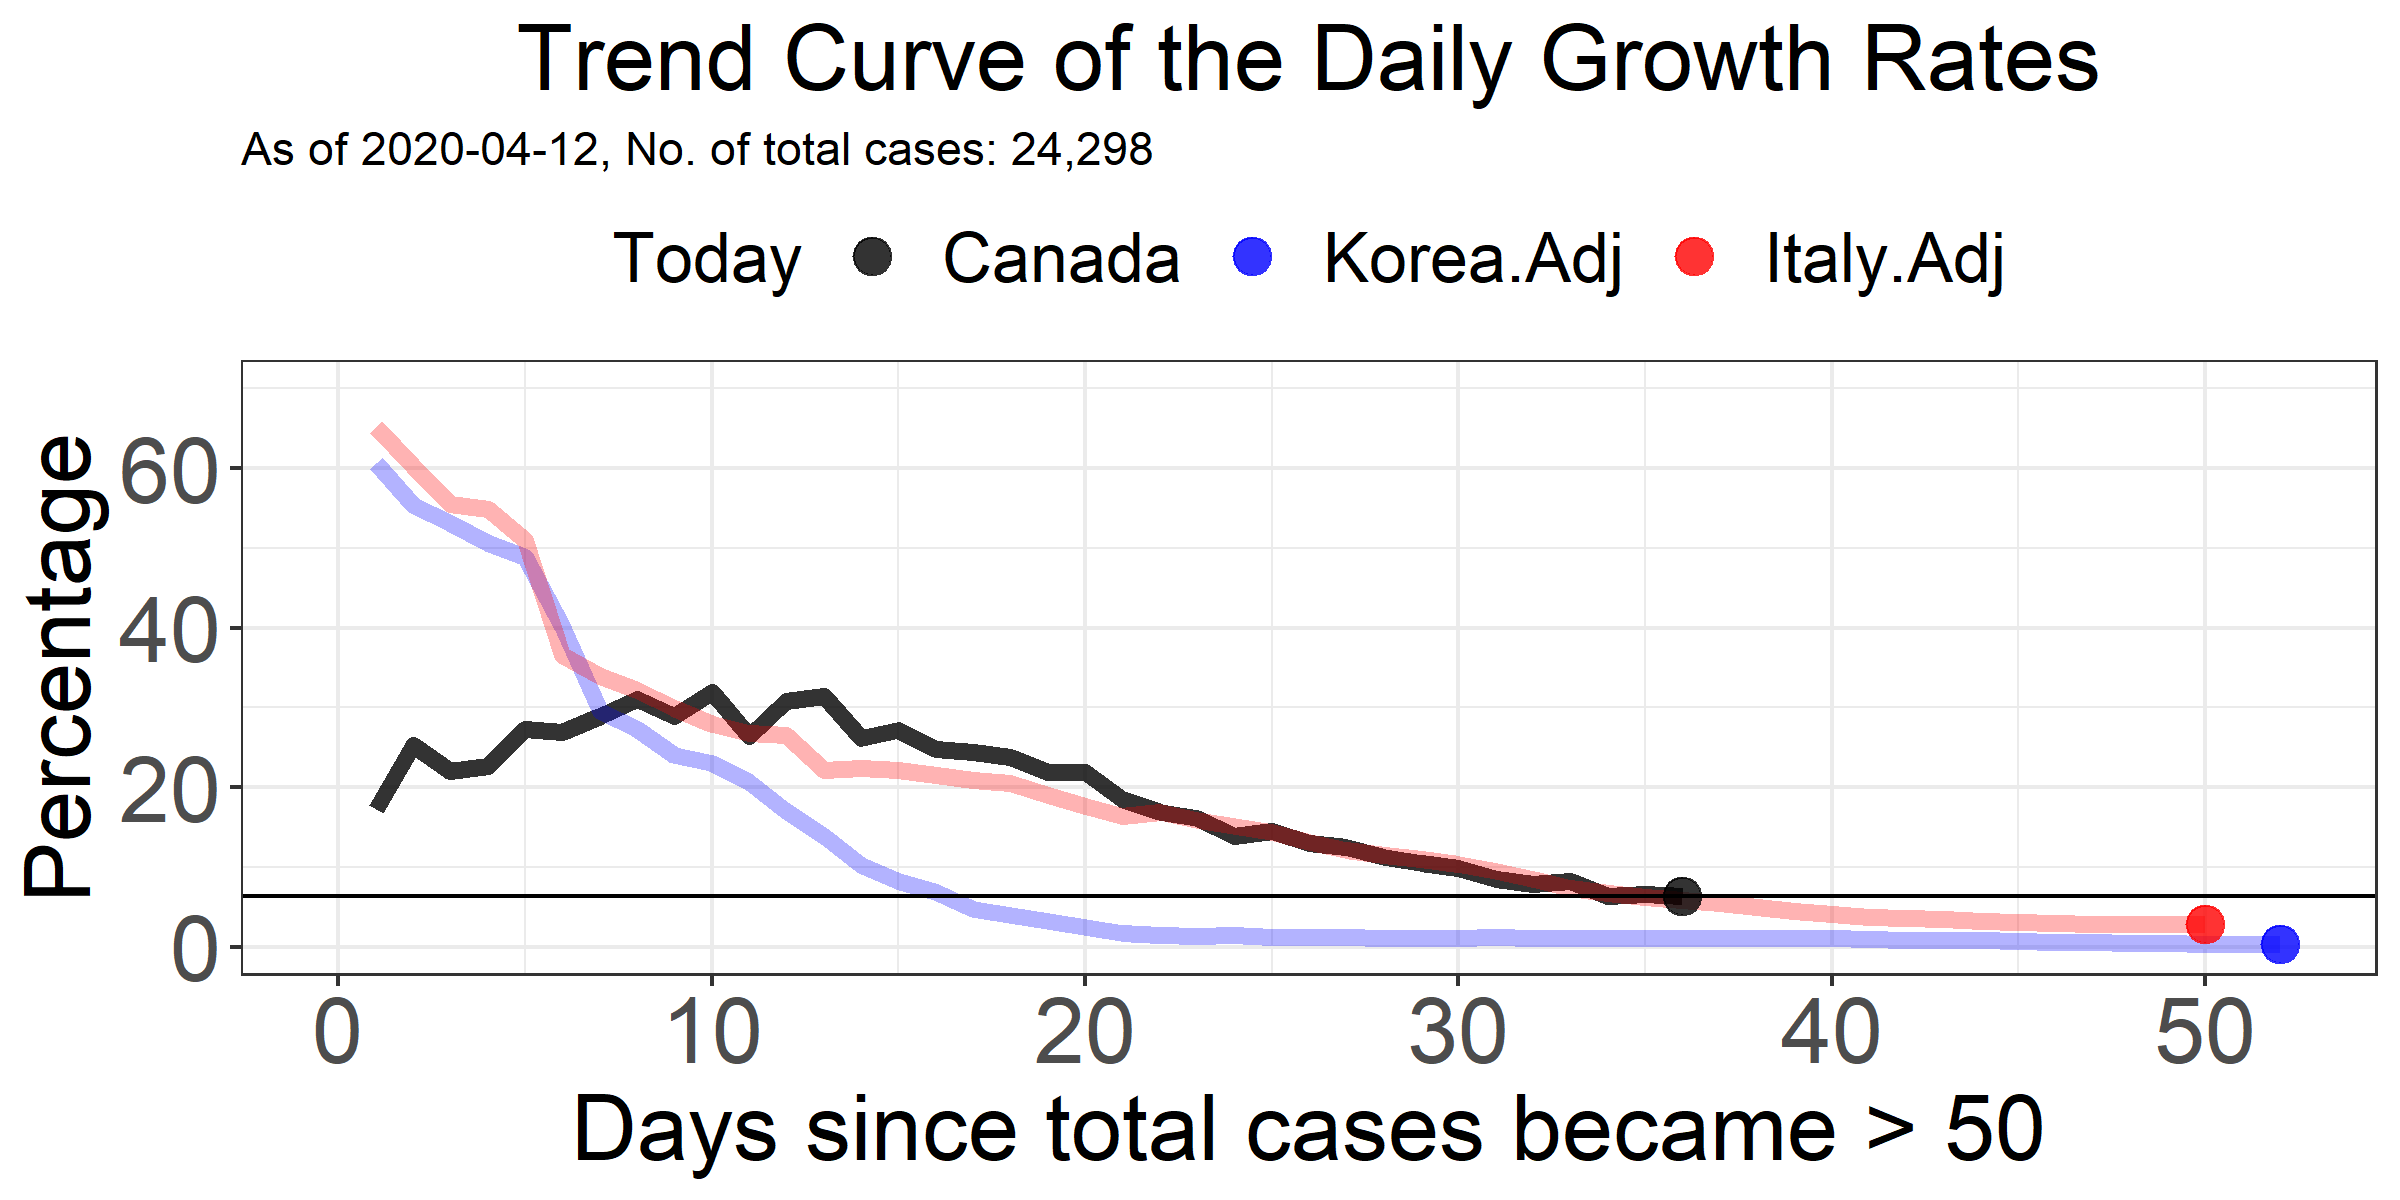 Trend Curve of the Daily Growth Rates
As of 2020-04-12, No. of total cases: 24,298
Today Canada Korea.Adj Italy.Adj
Percentage
60
40
20
0
0 10 20 30 40 50
Days since total cases became > 50